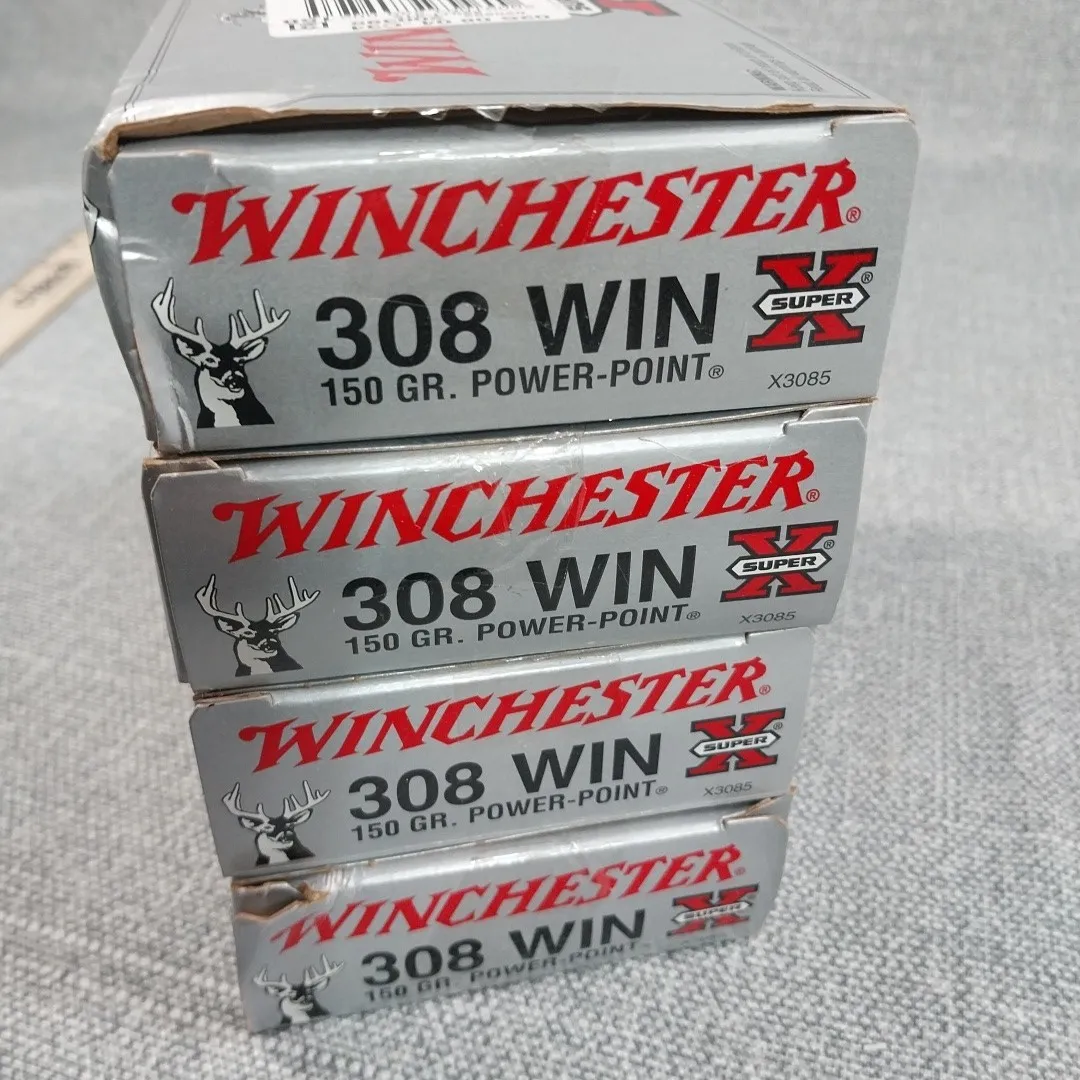 WIN
WINCHESTER®
308 WIN
150 GR. POWER-POINT®
X®
SUPER
X3085
WINCHESTER®
308 WIN
150 GR. POWER-POINT®
X®
SUPER
X3085
WINCHESTER®
308 WIN
150 GR. POWER-POINT®
X®
SUPER
X3085
WINCHESTER®
308 WIN
150 GR. POWER-POINT
X
SUPER